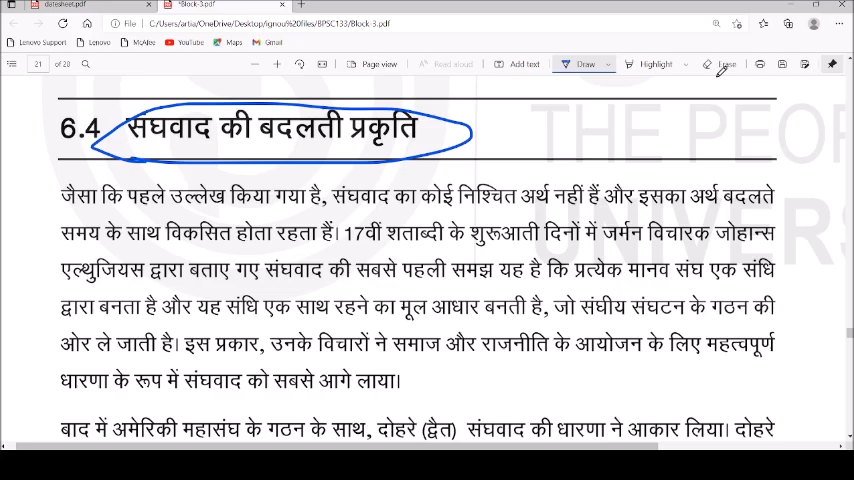 datesheet.pdf
*Block-3.pdf
File | C:/Users/artia/OneDrive/Desktop/ignou%20files/BPSC133/Block-3.pdf
Lenovo Support Lenovo McAfee YouTube Maps Gmail
21 of 28 Page view Read aloud Add text Draw Highlight Erase
THE PEO
UNIVER
6.4 संघवाद की बदलती प्रकृति
जैसा कि पहले उल्लेख किया गया है, संघवाद का कोई निश्चित अर्थ नहीं हैं और इसका अर्थ बदलते
समय के साथ विकसित होता रहता हैं। 17वीं शताब्दी के शुरूआती दिनों में जर्मन विचारक जोहान्स
एल्थुजियस द्वारा बताए गए संघवाद की सबसे पहली समझ यह है कि प्रत्येक मानव संघ एक संधि
द्वारा बनता है और यह संधि एक साथ रहने का मूल आधार बनती है, जो संघीय संघटन के गठन की
ओर ले जाती है। इस प्रकार, उनके विचारों ने समाज और राजनीति के आयोजन के लिए महत्वपूर्ण
धारणा के रूप में संघवाद को सबसे आगे लाया।
बाद में अमेरिकी महासंघ के गठन के साथ, दोहरे (द्वैत) संघवाद की धारणा ने आकार लिया। दोहरे